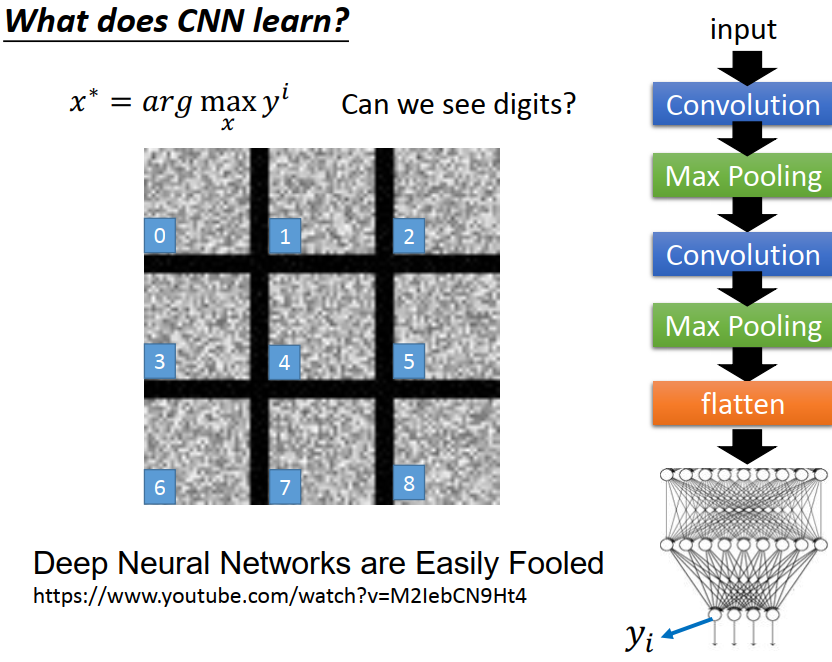 What does CNN learn?
x* = arg max_x y^i
Can we see digits?
0
1
2
3
4
5
6
7
8
Deep Neural Networks are Easily Fooled
https://www.youtube.com/watch?v=M2IebCN9Ht4
input
Convolution
Max Pooling
Convolution
Max Pooling
flatten
y_i